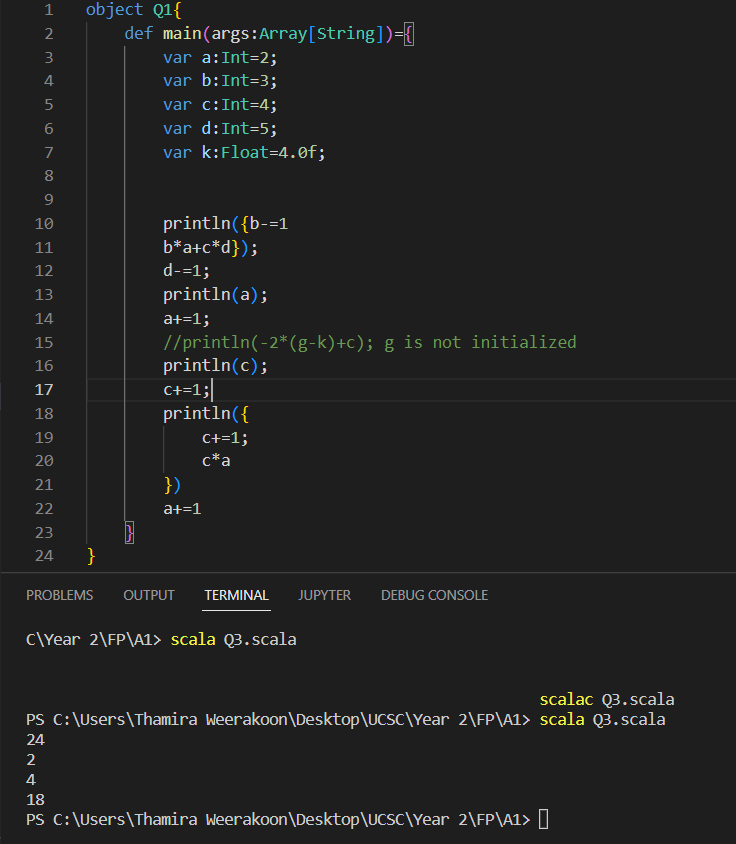 1 object Q1{
2 def main(args:Array[String])={
3 var a:Int=2;
4 var b:Int=3;
5 var c:Int=4;
6 var d:Int=5;
7 var k:Float=4.0f;
8
9
10 println({b-=1
11 b*a+c*d});
12 d-=1;
13 println(a);
14 a+=1;
15 //println(-2*(g-k)+c); g is not initialized
16 println(c);
17 c+=1;
18 println({
19 c+=1;
20 c*a
21 })
22 a+=1
23 }
24 }
PROBLEMS OUTPUT TERMINAL JUPYTER DEBUG CONSOLE
C\Year 2\FP\A1> scala Q3.scala
scalac Q3.scala
PS C:\Users\Thamira Weerakoon\Desktop\UCSC\Year 2\FP\A1> scala Q3.scala
24
2
4
18
PS C:\Users\Thamira Weerakoon\Desktop\UCSC\Year 2\FP\A1>